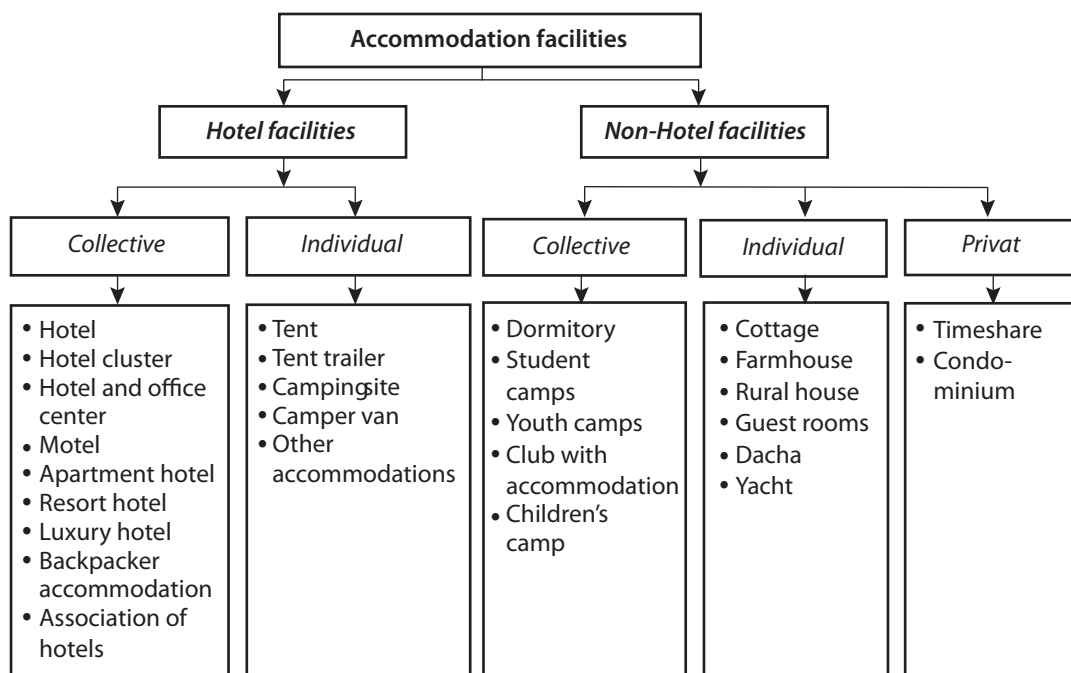 Accommodation facilities
Hotel facilities
Non-Hotel facilities
Collective
Individual
Collective
Individual
Privat
• Hotel
• Hotel cluster
• Hotel and office
center
• Motel
• Apartment hotel
• Resort hotel
• Luxury hotel
• Backpacker
accommodation
• Association of
hotels
• Tent
• Tent trailer
• Campingsite
• Camper van
• Other
accommodations
• Dormitory
• Student
camps
• Youth camps
• Club with
accommodation
• Children’s
camp
• Cottage
• Farmhouse
• Rural house
• Guest rooms
• Dacha
• Yacht
• Timeshare
• Condo-
minium